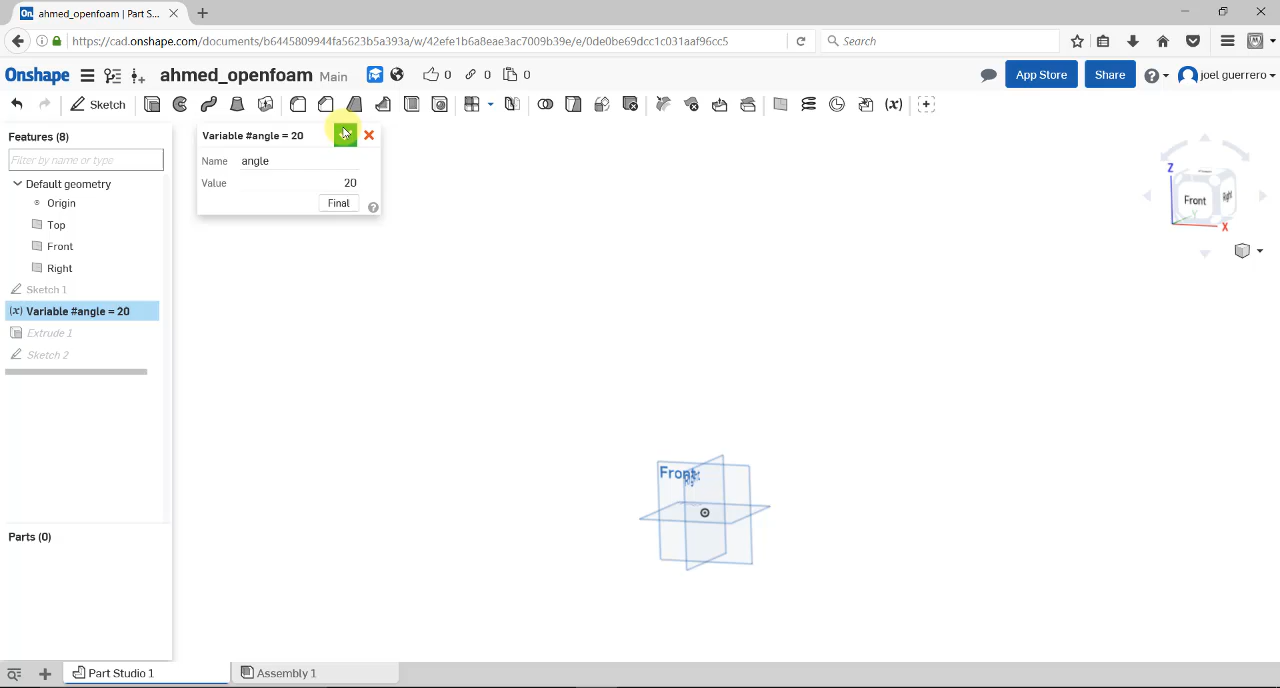 ahmed_openfoam | Part S...
https://cad.onshape.com/documents/b6445809944fa5623b5a393a/w/42efe1b6a8eae3ac7009b39e/e/0de0be69dcc1c031aaf96cc5
Search
Onshape
ahmed_openfoam Main
0
0
0
App Store
Share
joel guerrero
Sketch
Features (8)
Filter by name or type
Default geometry
Origin
Top
Front
Right
Sketch 1
(x) Variable #angle = 20
Extrude 1
Sketch 2
Parts (0)
Variable #angle = 20
Name angle
Value 20
Final
Front
Z
Front
Right
Y
X
Part Studio 1
Assembly 1